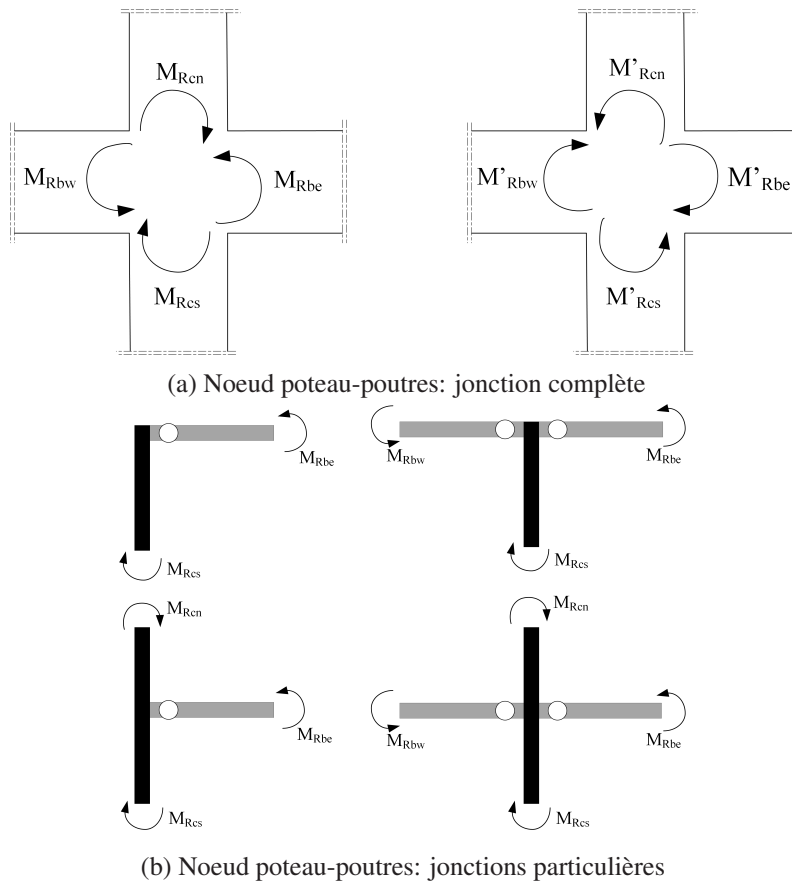 M_Rcn
M'_Rcn
M_Rbw
M_Rbe
M'_Rbw
M'_Rbe
M_Rcs
M'_Rcs
(a) Noeud poteau-poutres: jonction complète
M_Rbe
M_Rbw
M_Rbe
M_Rcs
M_Rcs
M_Rcn
M_Rcn
M_Rbe
M_Rbw
M_Rbe
M_Rcs
M_Rcs
(b) Noeud poteau-poutres: jonctions particulières